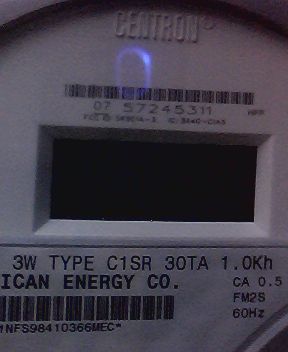 CENTRON®
07 57245311
3W TYPE C1SR 30TA 1.0Kh
ICAN ENERGY CO.
CA 0.5
FM2S
60Hz
1NFS98410366MEC*